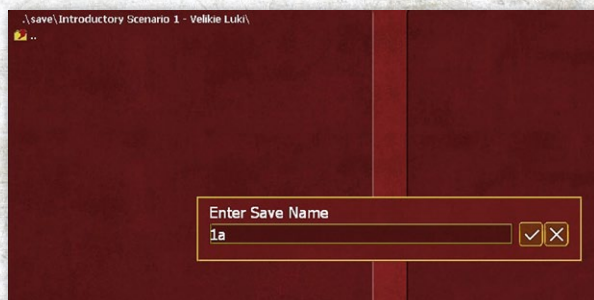 .\save\Introductory Scenario 1 - Velikie Luki\
..
Enter Save Name
1a